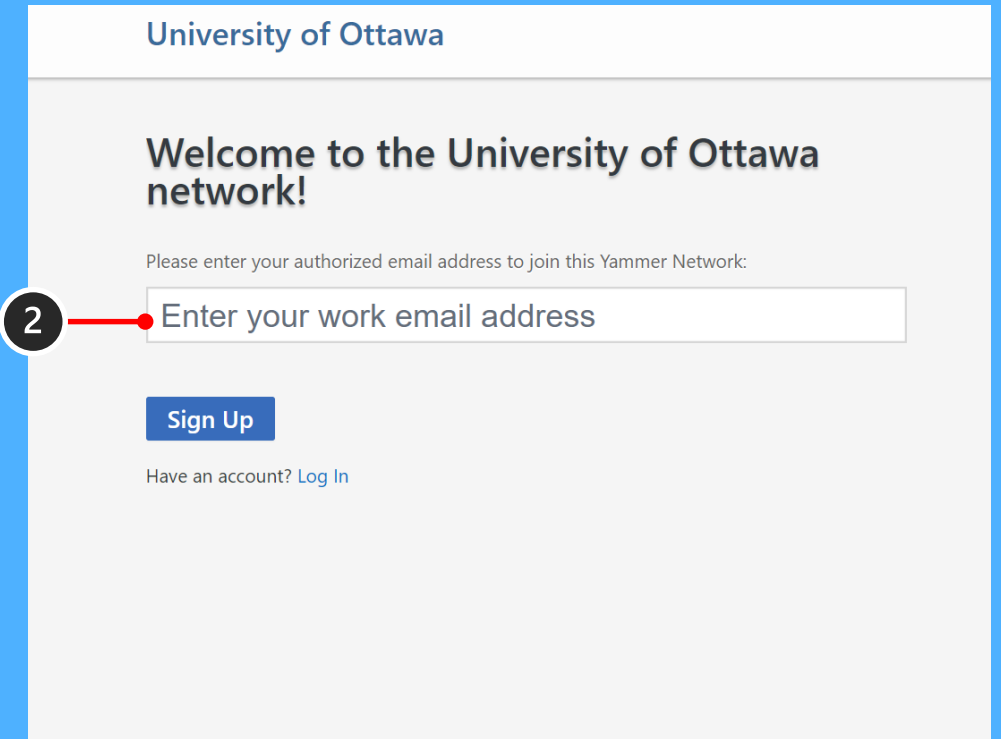 University of Ottawa
Welcome to the University of Ottawa
network!
Please enter your authorized email address to join this Yammer Network:
2
Enter your work email address
Sign Up
Have an account? Log In